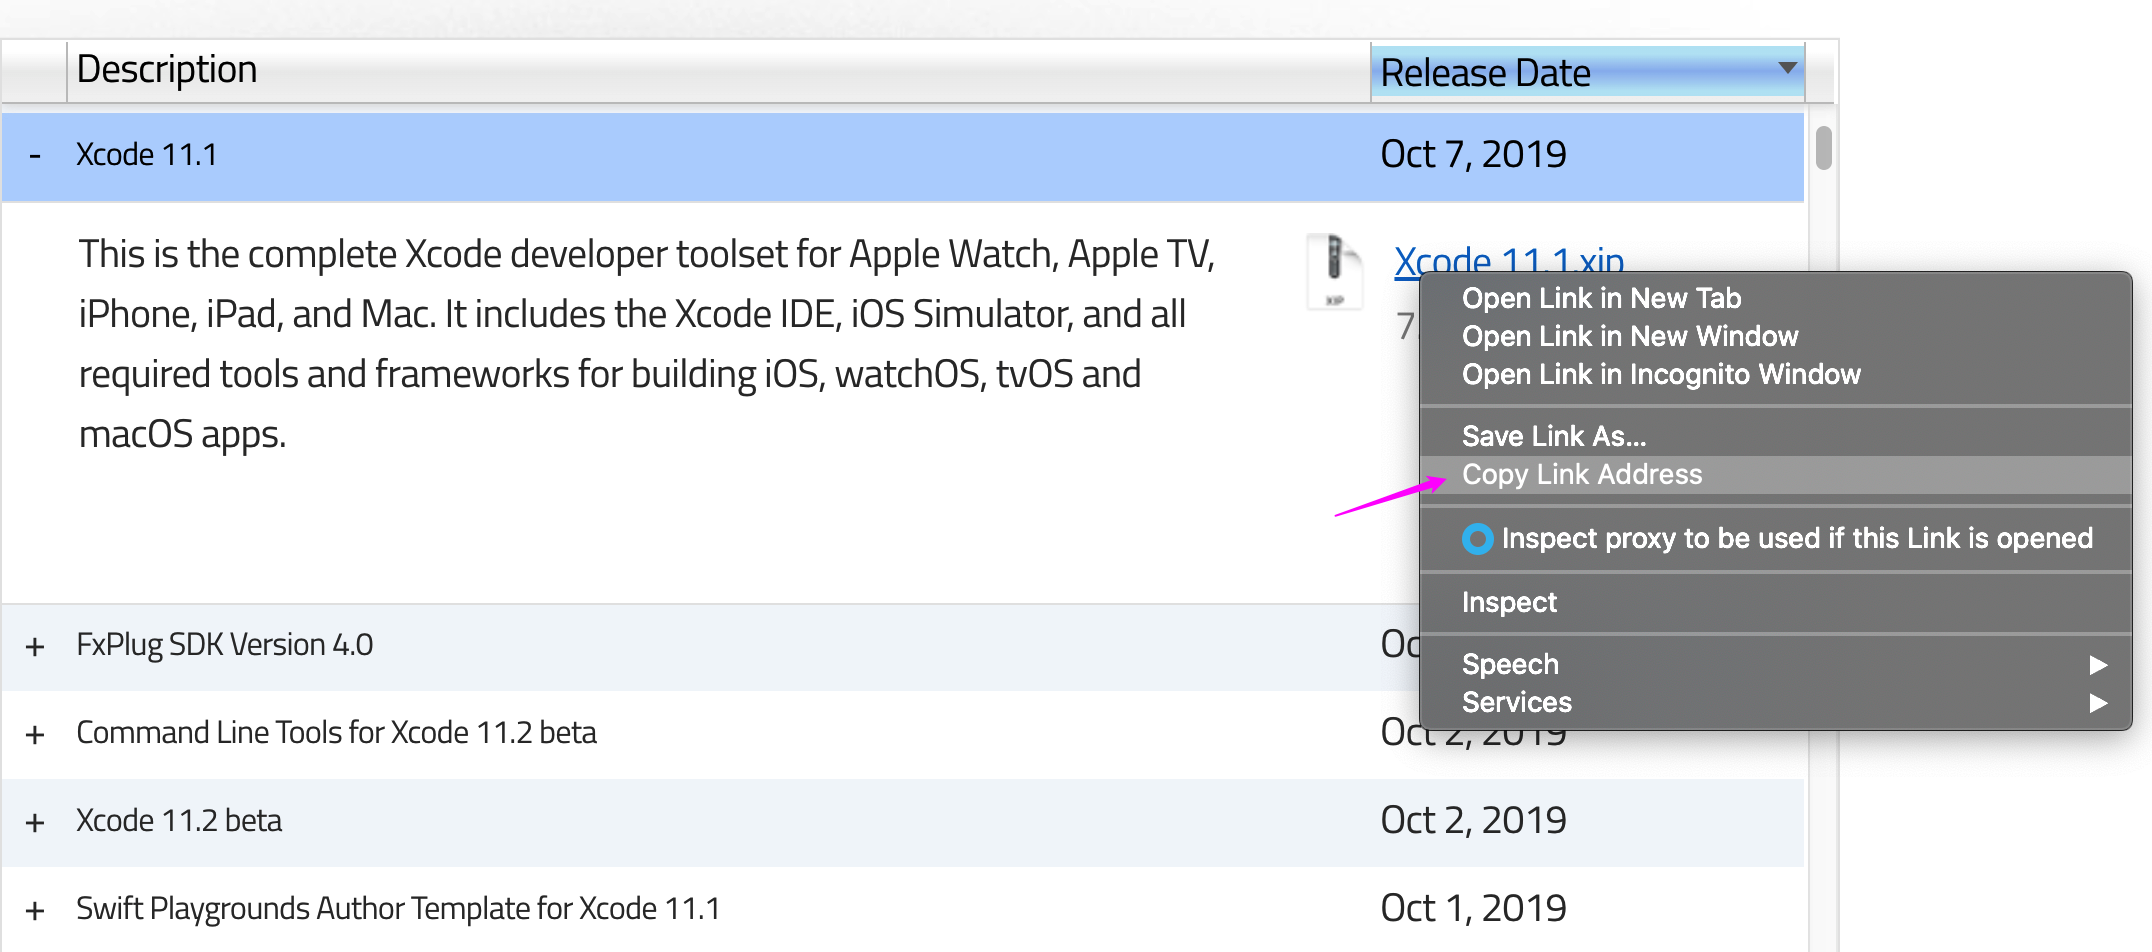 Description
Release Date
- Xcode 11.1
Oct 7, 2019
This is the complete Xcode developer toolset for Apple Watch, Apple TV,
iPhone, iPad, and Mac. It includes the Xcode IDE, iOS Simulator, and all
required tools and frameworks for building iOS, watchOS, tvOS and
macOS apps.
XIP
Xcode 11.1.xip
7.
Open Link in New Tab
Open Link in New Window
Open Link in Incognito Window
Save Link As...
Copy Link Address
Inspect proxy to be used if this Link is opened
Inspect
Speech
Services
+ FxPlug SDK Version 4.0
+ Command Line Tools for Xcode 11.2 beta
Oct 2, 2019
+ Xcode 11.2 beta
Oct 2, 2019
+ Swift Playgrounds Author Template for Xcode 11.1
Oct 1, 2019